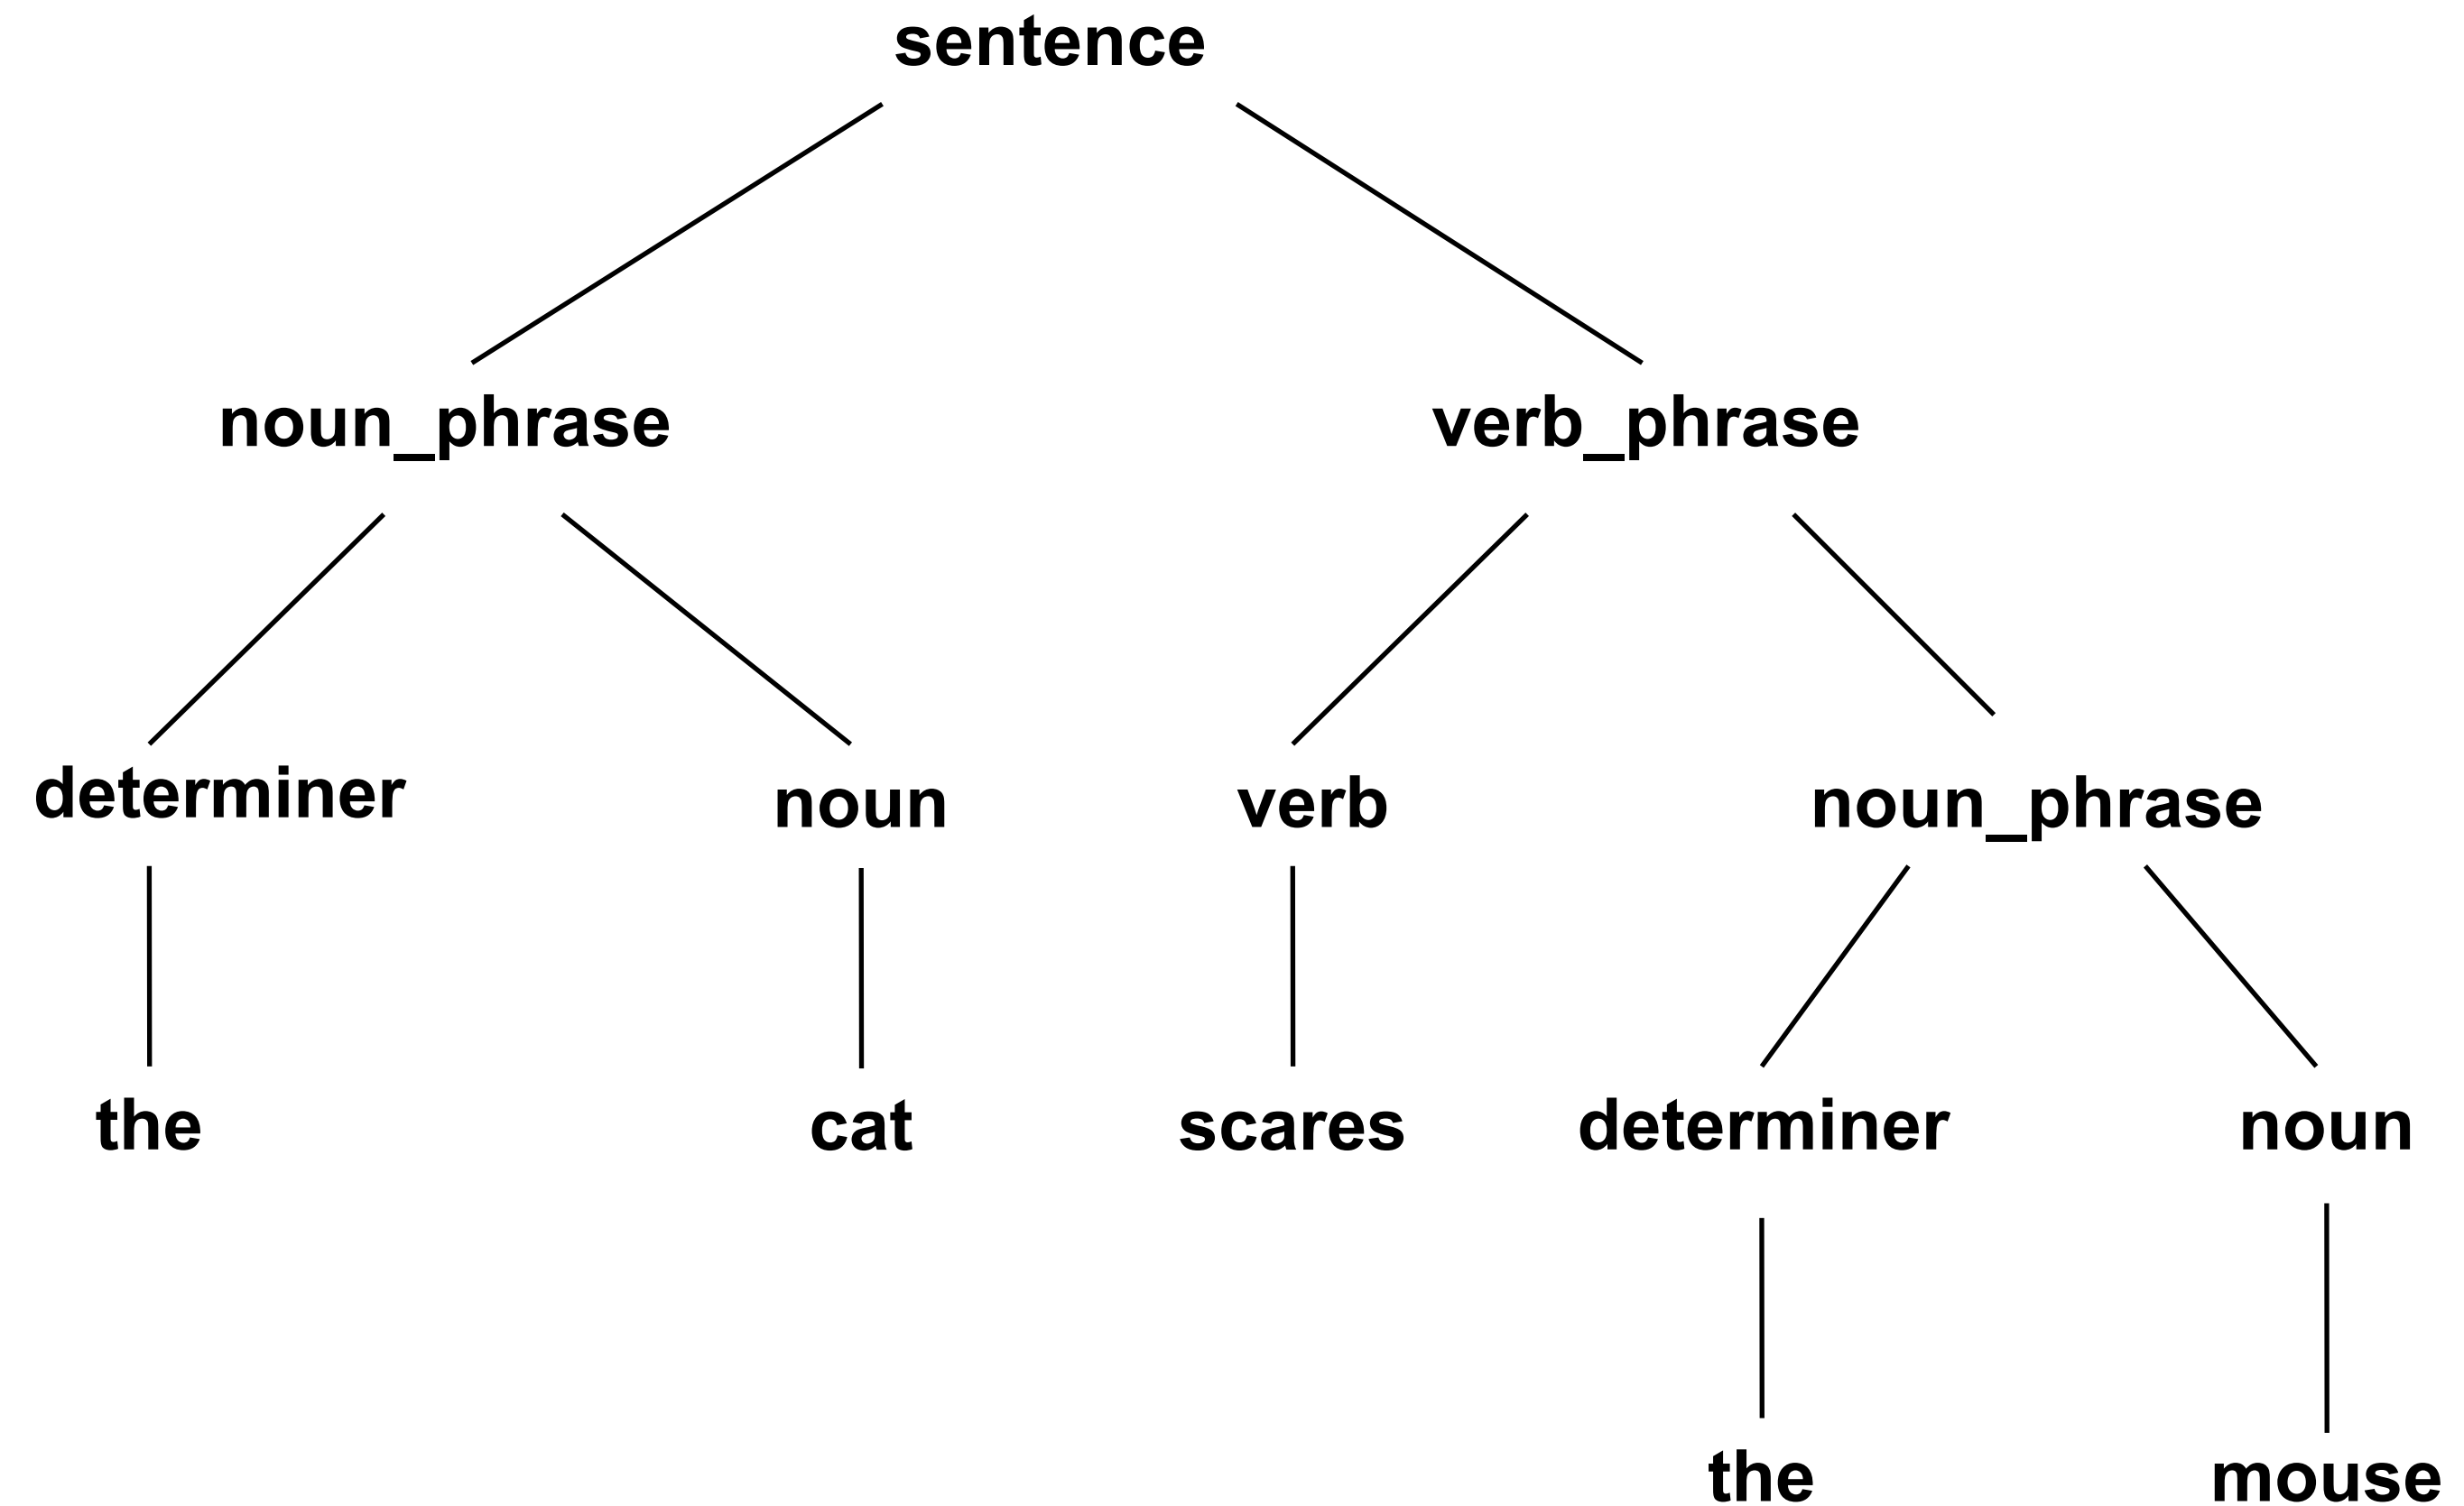 sentence
noun_phrase verb_phrase
determiner noun verb noun_phrase
the cat scares determiner noun
the mouse